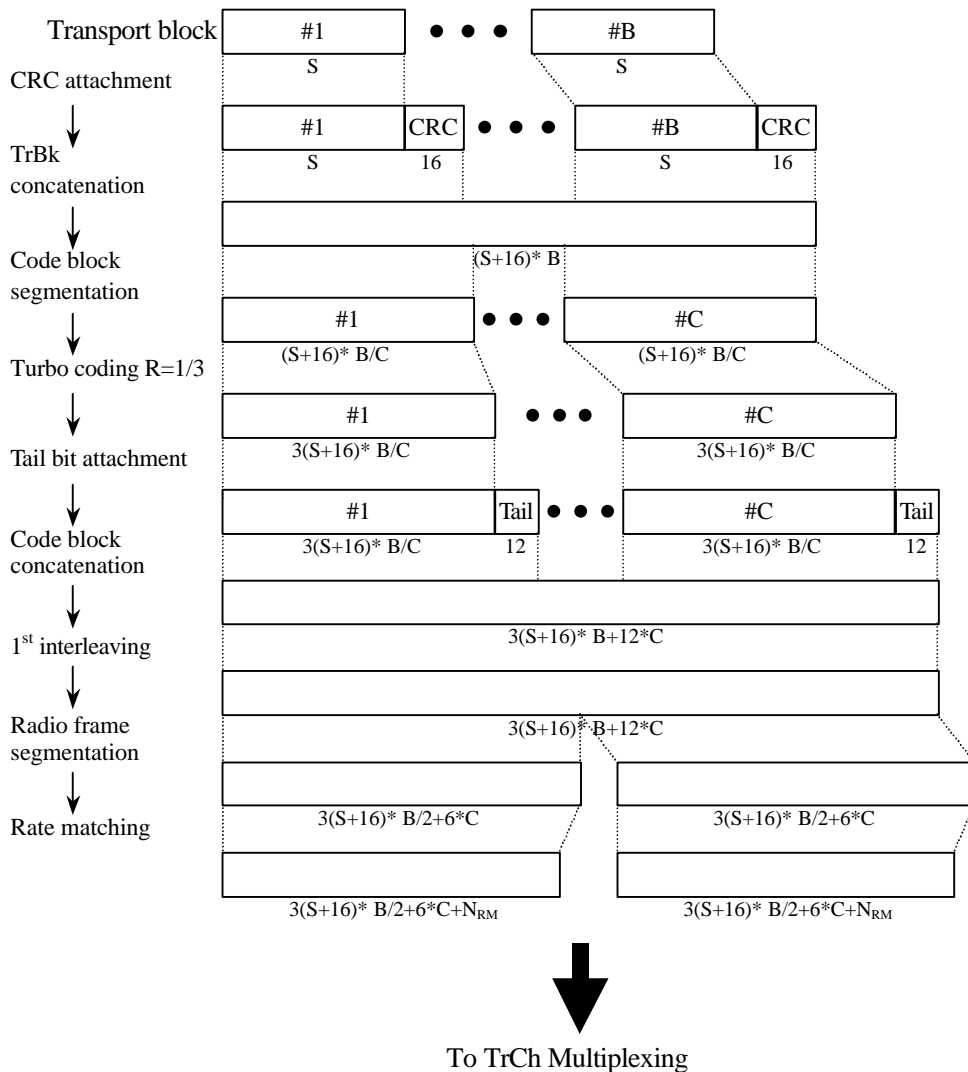 Transport block
#1
#B
S
S
CRC attachment
#1
CRC
#B
CRC
S
16
S
16
TrBk
concatenation
(S+16)* B
Code block
segmentation
#1
#C
(S+16)* B/C
(S+16)* B/C
Turbo coding R=1/3
#1
#C
3(S+16)* B/C
3(S+16)* B/C
Tail bit attachment
#1
Tail
#C
Tail
3(S+16)* B/C
12
3(S+16)* B/C
12
Code block
concatenation
3(S+16)* B+12*C
1st interleaving
3(S+16)* B+12*C
Radio frame
segmentation
3(S+16)* B/2+6*C
3(S+16)* B/2+6*C
Rate matching
3(S+16)* B/2+6*C+NRM
3(S+16)* B/2+6*C+NRM
To TrCh Multiplexing